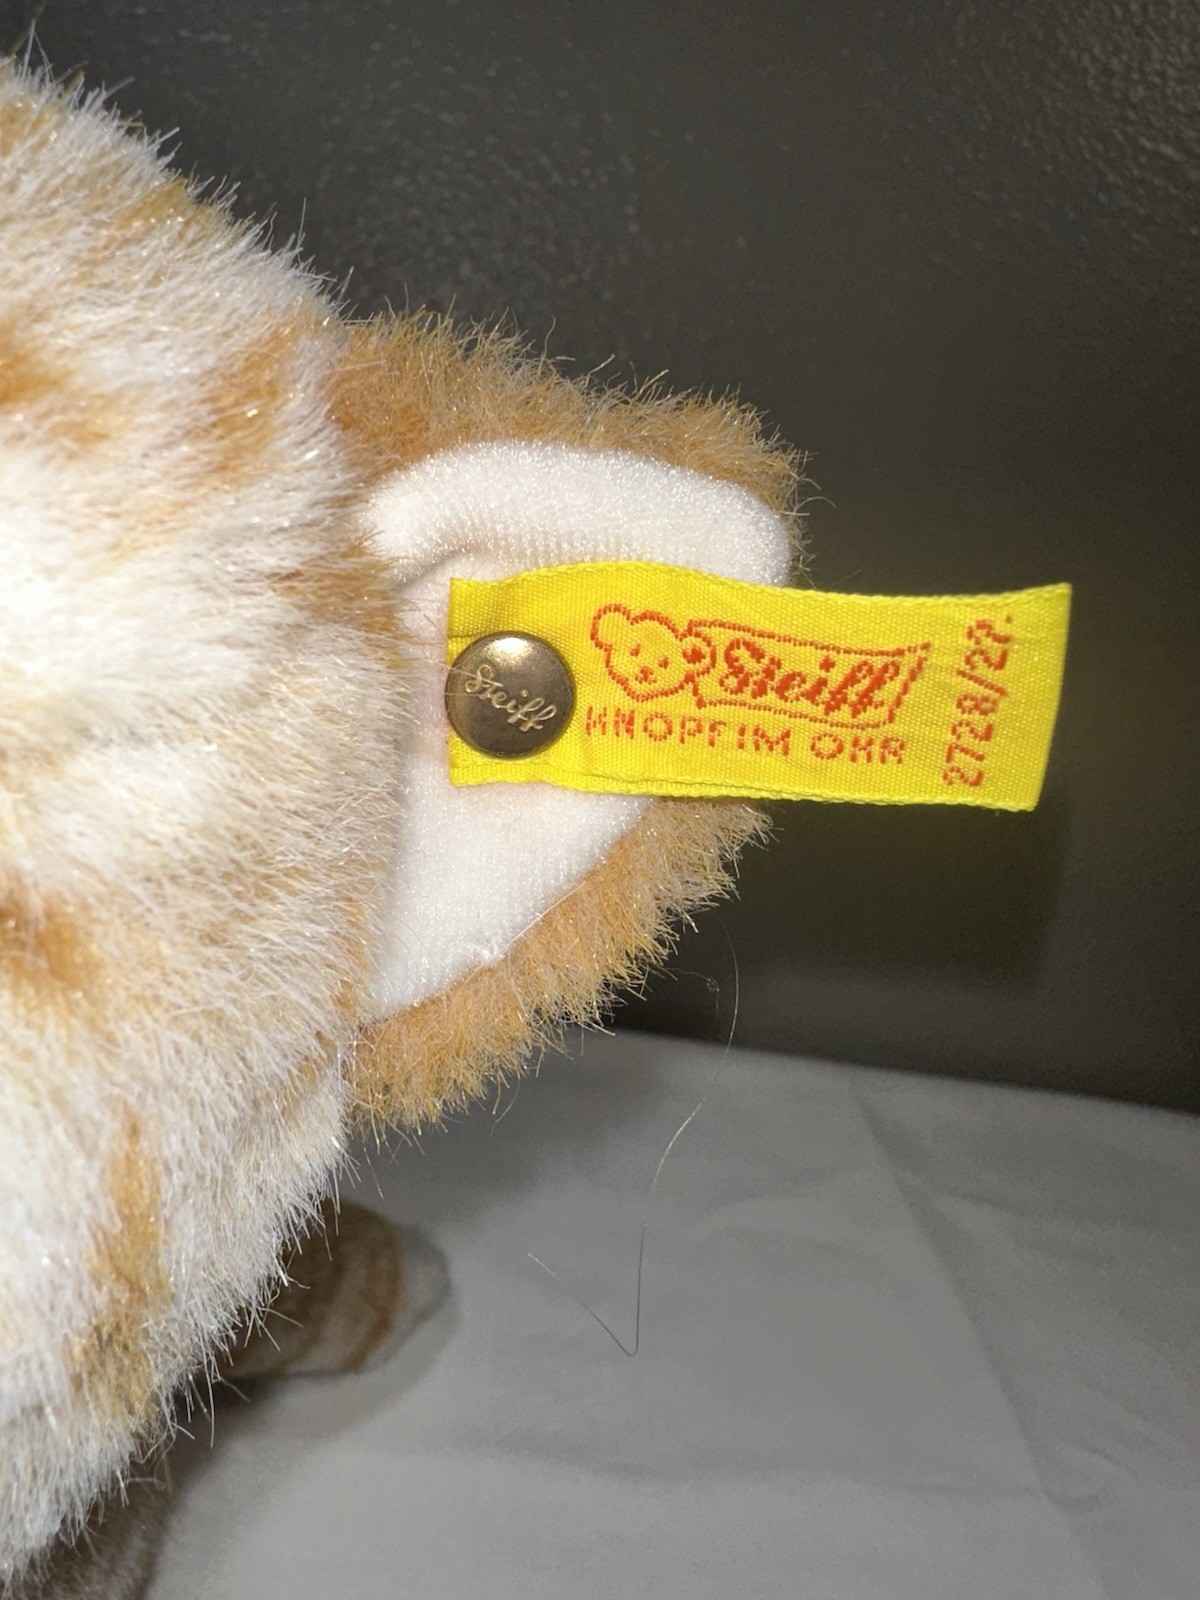 Steiff
Steiff
KNOPF IM OHR
2728/22.